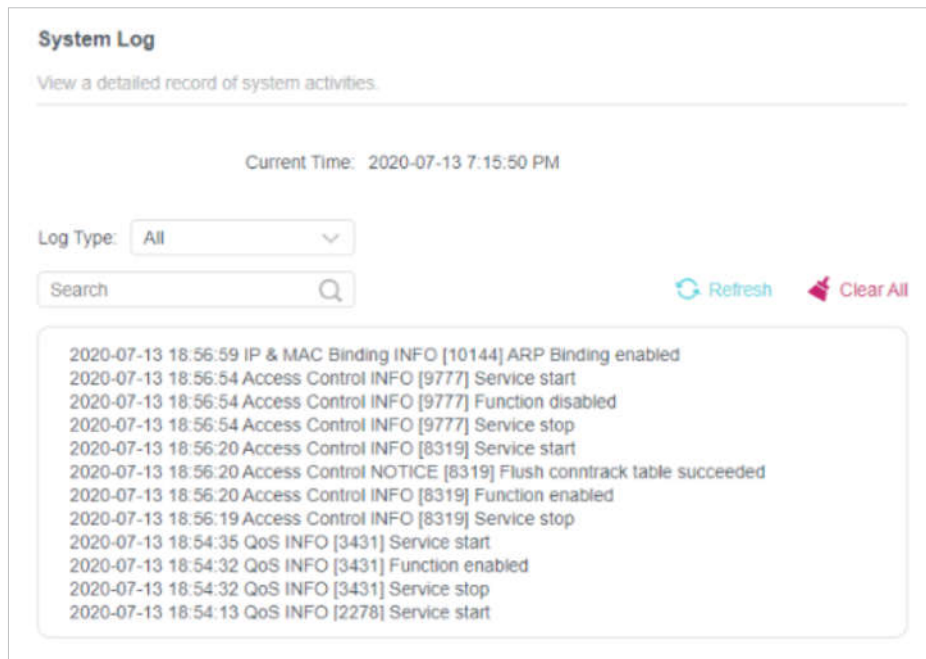 System Log
View a detailed record of system activities.
Current Time: 2020-07-13 7:15:50 PM
Log Type: All
Search
Refresh
Clear All
2020-07-13 18:56:59 IP & MAC Binding INFO [10144] ARP Binding enabled
2020-07-13 18:56:54 Access Control INFO [9777] Service start
2020-07-13 18:56:54 Access Control INFO [9777] Function disabled
2020-07-13 18:56:54 Access Control INFO [9777] Service stop
2020-07-13 18:56:20 Access Control INFO [8319] Service start
2020-07-13 18:56:20 Access Control NOTICE [8319] Flush conntrack table succeeded
2020-07-13 18:56:20 Access Control INFO [8319] Function enabled
2020-07-13 18:56:19 Access Control INFO [8319] Service stop
2020-07-13 18:54:35 QoS INFO [3431] Service start
2020-07-13 18:54:32 QoS INFO [3431] Function enabled
2020-07-13 18:54:32 QoS INFO [3431] Service stop
2020-07-13 18:54:13 QoS INFO [2278] Service start